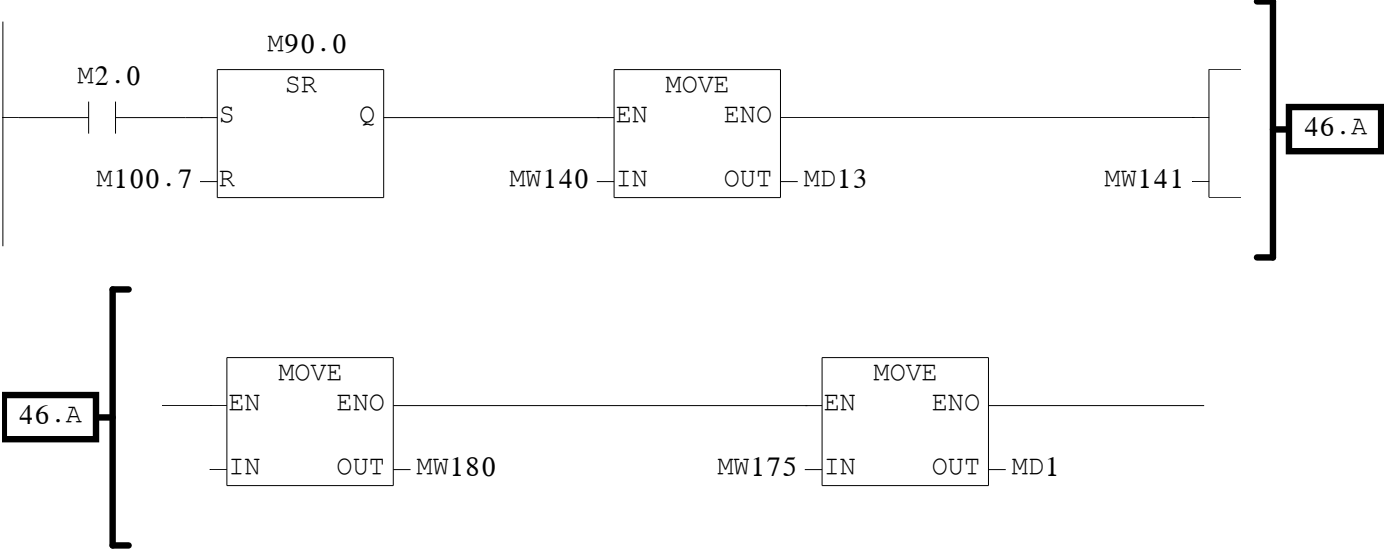 M90.0
M2.0
SR
MOVE
S Q
EN ENO
46.A
M100.7 R
MW140 IN OUT MD13
MW141
MOVE
MOVE
46.A
EN ENO
EN ENO
IN OUT MW180
MW175 IN OUT MD1